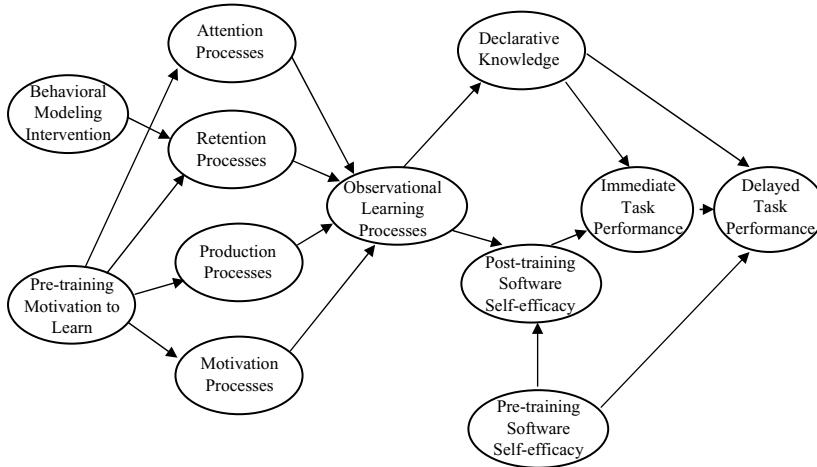 Attention
Processes
Declarative
Knowledge
Behavioral
Modeling
Intervention
Retention
Processes
Observational
Learning
Processes
Immediate
Task
Performance
Delayed
Task
Performance
Production
Processes
Pre-training
Motivation to
Learn
Post-training
Software
Self-efficacy
Motivation
Processes
Pre-training
Software
Self-efficacy